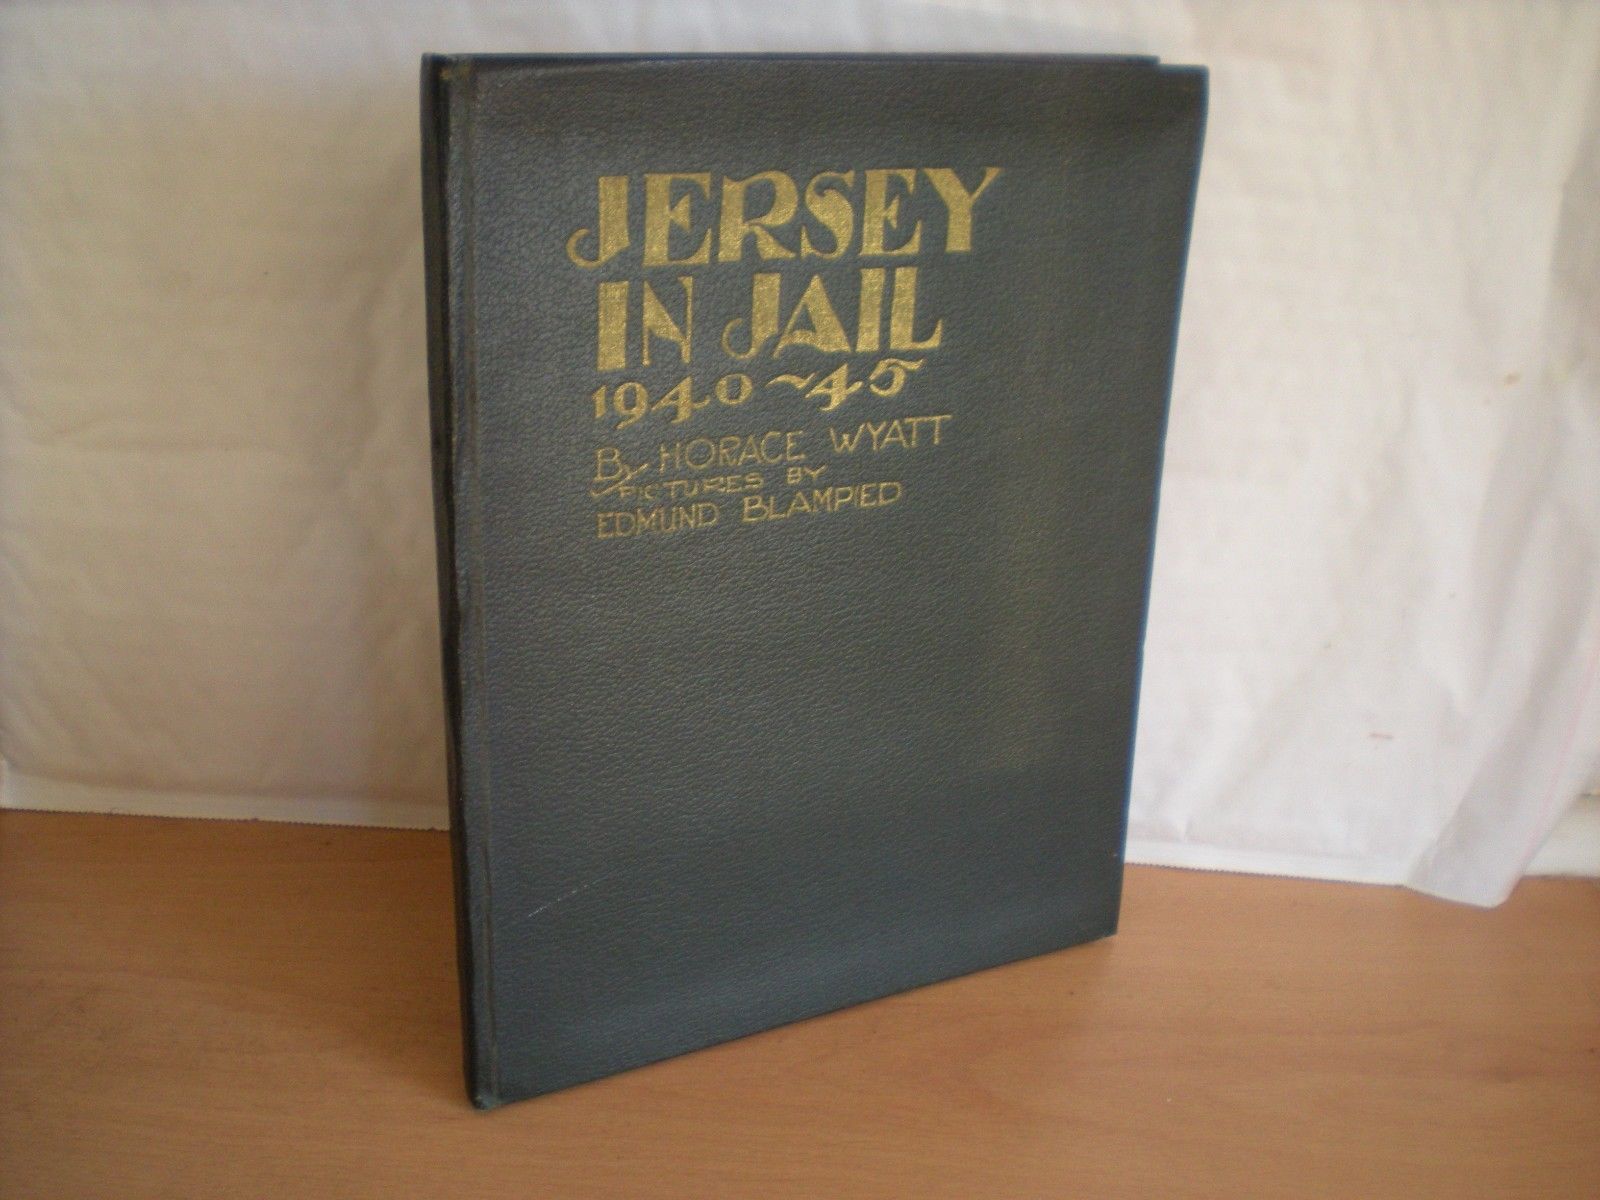 JERSEY
IN JAIL
1940~45
By HORACE WYATT
PICTURES BY
EDMUND BLAMPIED